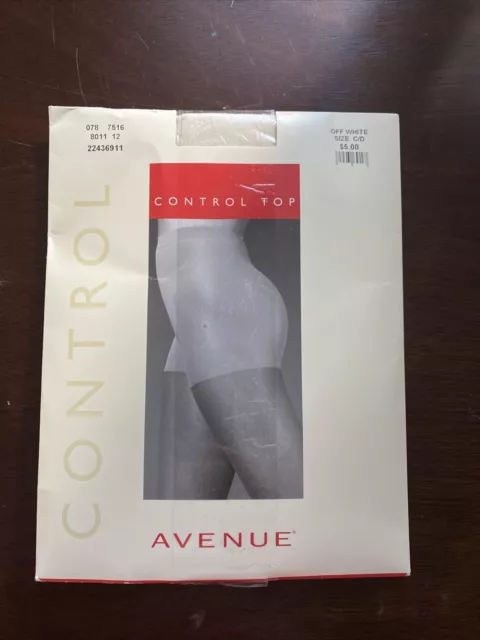 078 7516
8011 12
22436911
OFF WHITE
SIZE C/D
$5.00
CONTROL TOP
CONTROL
AVENUE®